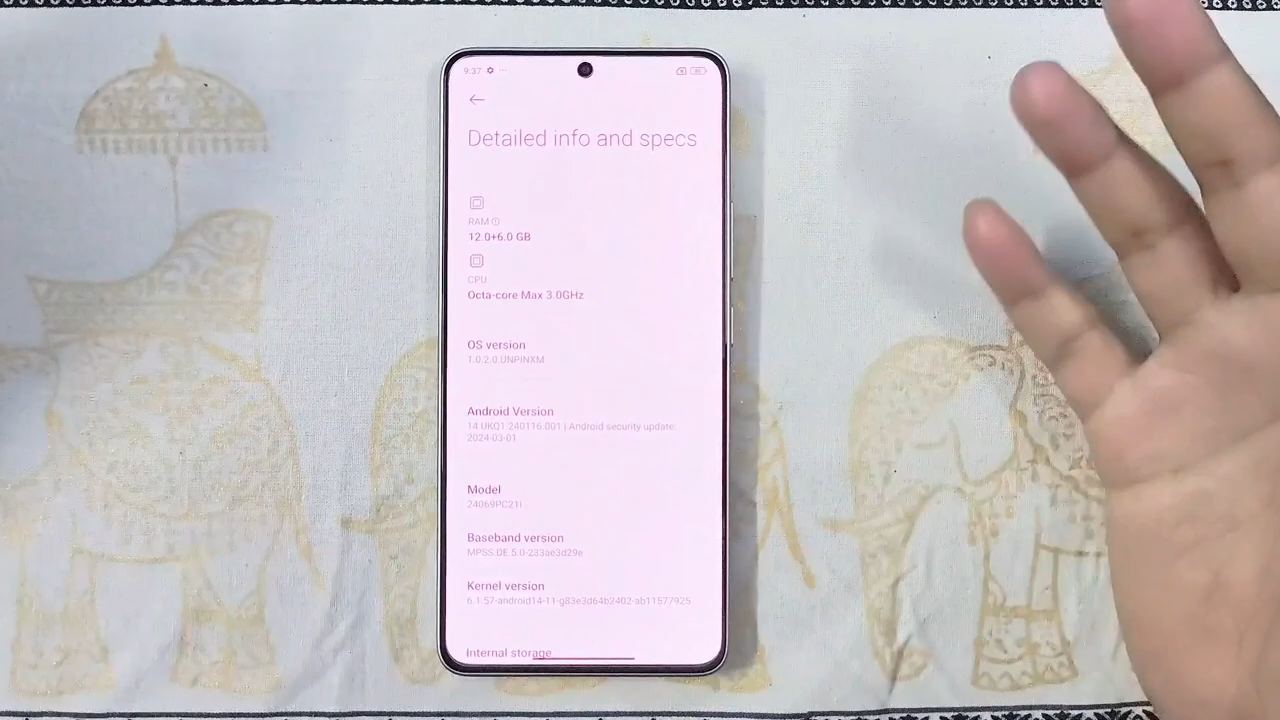 9:37
Detailed info and specs
RAM
12.0+6.0 GB
CPU
Octa-core Max 3.0GHz
OS version
1.0.2.0.UNPINXM
Android Version
14 UKQ1.240116.001 | Android security update:
2024-03-01
Model
24069PC21I
Baseband version
MPSS.DE.5.0-233ae3d29e
Kernel version
6.1.57-android14-11-g83e3d64b2402-ab11577925
Internal storage